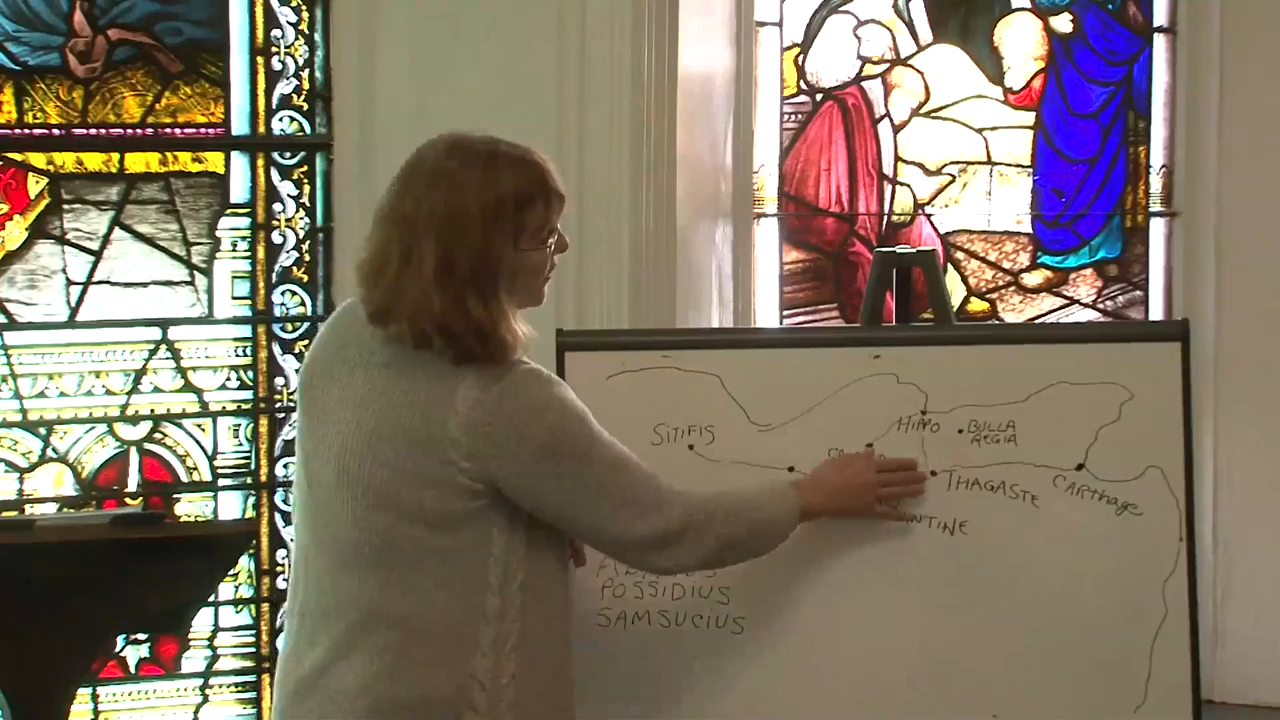 SITIFIS
HIPPO
BULLA
REGIA
THAGASTE
CARThage
POSSIDIUS
SAMSUCIUS